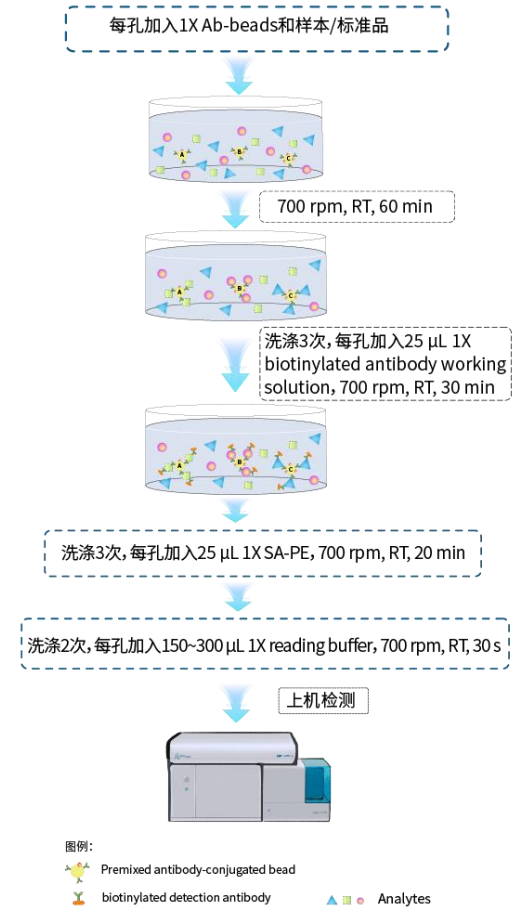 每孔加入1X Ab-beads和样本/标准品
A
B
C
700 rpm, RT, 60 min
A
B
C
洗涤3次，每孔加入25 µL 1X
biotinylated antibody working
solution，700 rpm, RT, 30 min
A
B
C
洗涤3次，每孔加入25 µL 1X SA-PE，700 rpm, RT, 20 min
洗涤2次，每孔加入150~300 µL 1X reading buffer，700 rpm, RT, 30 s
上机检测
图例：
Premixed antibody-conjugated bead
biotinylated detection antibody
Analytes